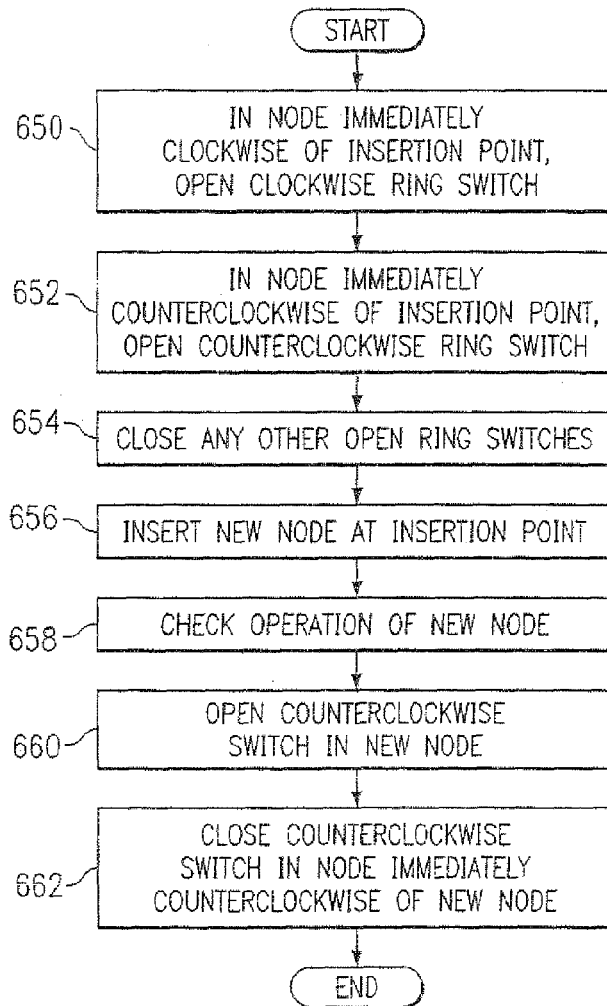 START
650
IN NODE IMMEDIATELY
CLOCKWISE OF INSERTION POINT,
OPEN CLOCKWISE RING SWITCH
652
IN NODE IMMEDIATELY
COUNTERCLOCKWISE OF INSERTION POINT,
OPEN COUNTERCLOCKWISE RING SWITCH
654
CLOSE ANY OTHER OPEN RING SWITCHES
656
INSERT NEW NODE AT INSERTION POINT
658
CHECK OPERATION OF NEW NODE
660
OPEN COUNTERCLOCKWISE
SWITCH IN NEW NODE
662
CLOSE COUNTERCLOCKWISE
SWITCH IN NODE IMMEDIATELY
COUNTERCLOCKWISE OF NEW NODE
END